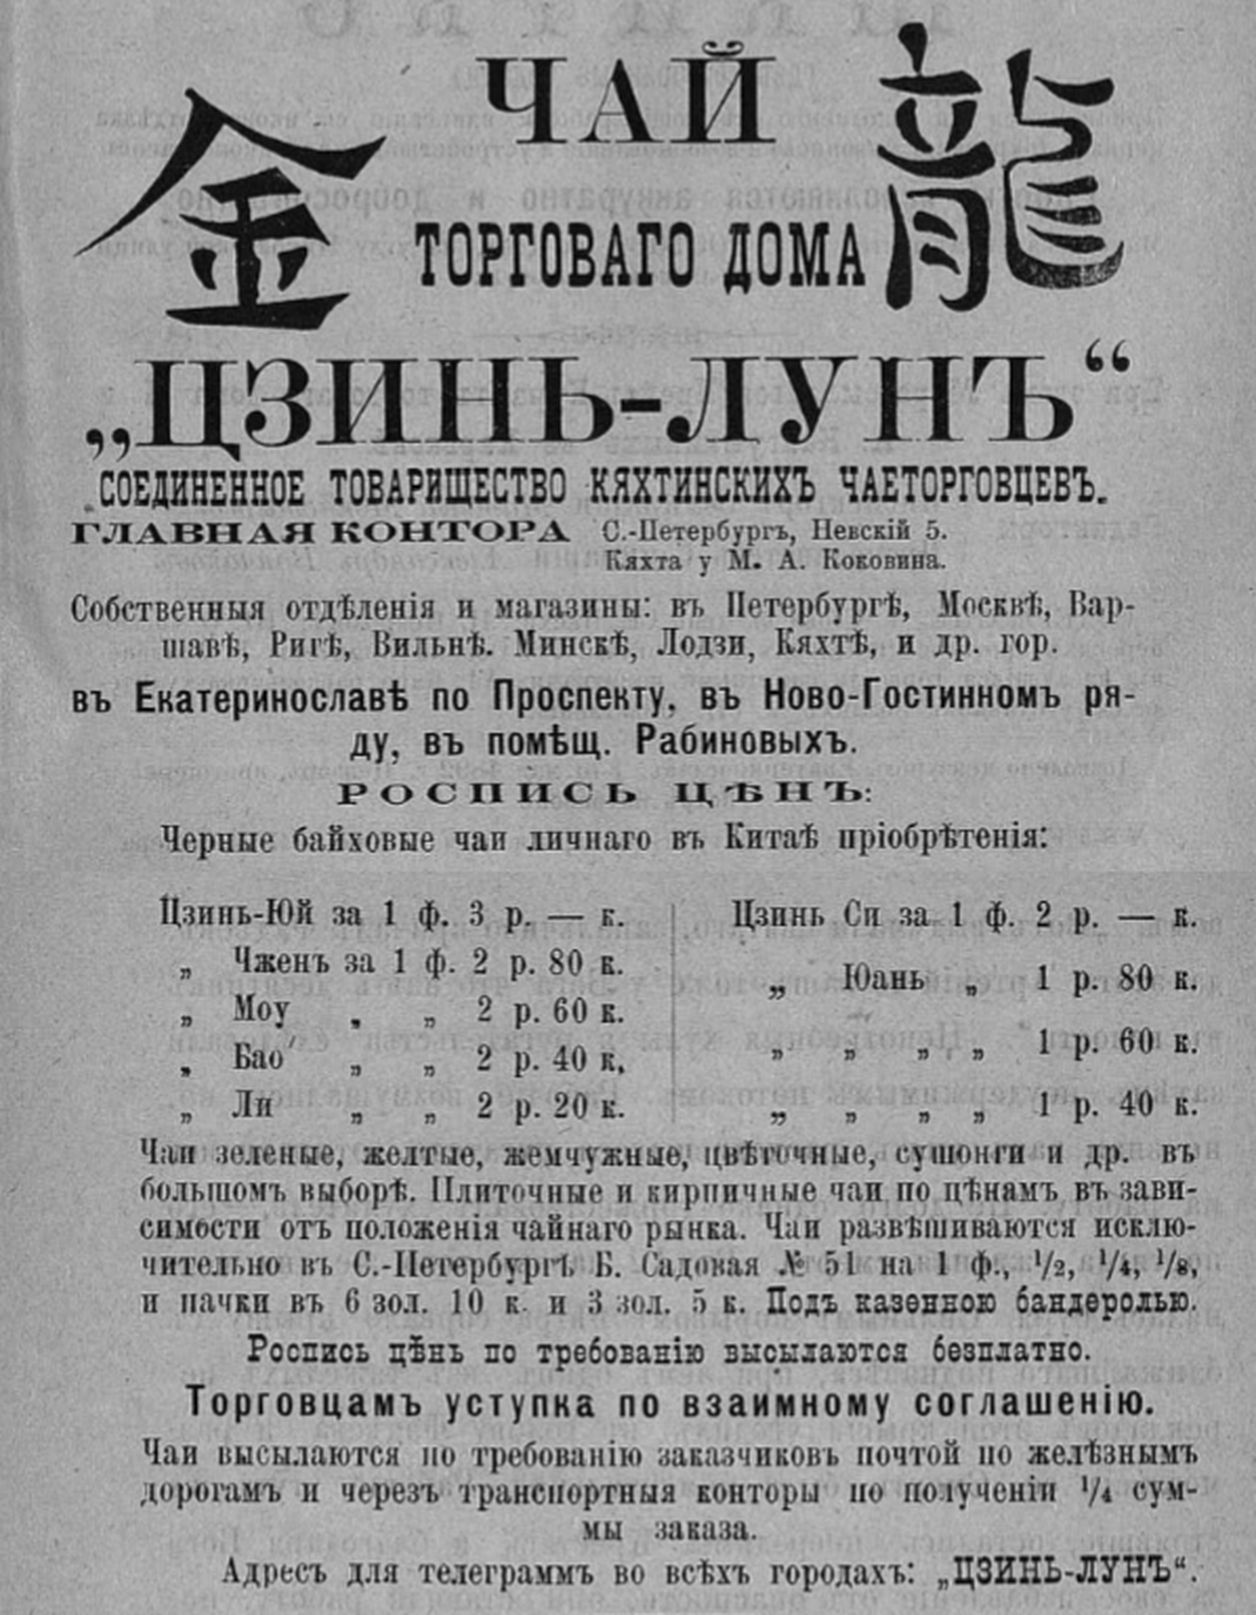 金 ЧАЙ 龍
ТОРГОВАГО ДОМА
„ЦЗИНЬ-ЛУНЪ“
СОЕДИНЕННОЕ ТОВАРИЩЕСТВО КЯХТИНСКИХЪ ЧАЕТОРГОВЦЕВЪ.
ГЛАВНАЯ КОНТОРА С.-Петербургъ, Невскій 5.
Кяхта у М. А. Коковина.
Собственныя отдѣленія и магазины: въ Петербургѣ, Москвѣ, Вар-
шавѣ, Ригѣ, Вильнѣ. Минскѣ, Лодзи, Кяхтѣ, и др. гор.
въ Екатеринославѣ по Проспекту, въ Ново-Гостинномъ ря-
ду, въ помѣщ. Рабиновыхъ.
РОСПИСЬ ЦѢНЪ:
Черные байховые чаи личнаго въ Китаѣ пріобрѣтенія:
Цзинь-Юй за 1 ф. 3 р. — к.
„ Чженъ за 1 ф. 2 р. 80 к.
„ Моу „ „ 2 р. 60 к.
„ Бао „ „ 2 р. 40 к.
„ Ли „ „ 2 р. 20 к.
Цзинь Си за 1 ф. 2 р. — к.
„ Юань „ 1 р. 80 к.
„ „ „ „ 1 р. 60 к.
„ „ „ „ 1 р. 40 к.
Чаи зеленые, желтые, жемчужные, цвѣточные, сушонги и др. въ
большомъ выборѣ. Плиточные и кирпичные чаи по цѣнамъ въ зави-
симости отъ положенія чайнаго рынка. Чаи развѣшиваются исклю-
чительно въ С.-Петербургѣ Б. Садовая № 51 на 1 ф., 1/2, 1/4, 1/8,
и пачки въ 6 зол. 10 к. и 3 зол. 5 к. Подъ казенною бандеролью.
Роспись цѣнъ по требованію высылаются безплатно.
Торговцамъ уступка по взаимному соглашенію.
Чаи высылаются по требованію заказчиковъ почтой по желѣзнымъ
дорогамъ и черезъ транспортныя конторы по полученіи 1/4 сум-
мы заказа.
Адресъ для телеграммъ во всѣхъ городахъ: „ЦЗИНЬ-ЛУНЪ“.